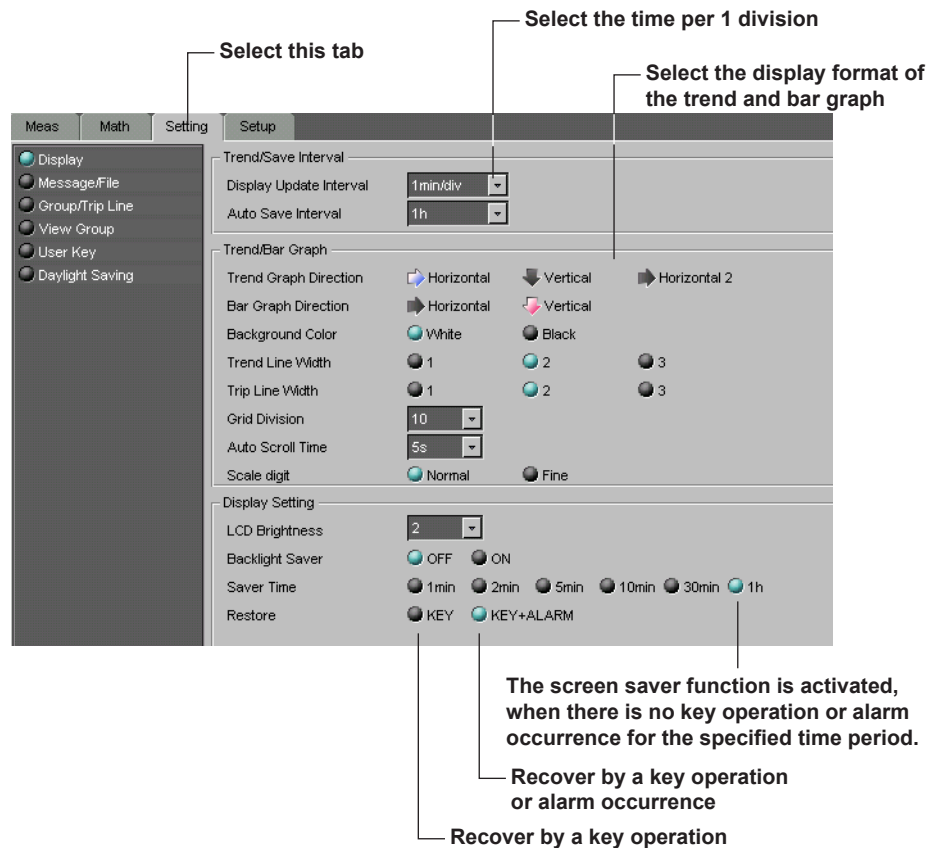 Select the time per 1 division
Select this tab
Select the display format of
the trend and bar graph
Meas Math Setting Setup
Display
Message/File
Group/Trip Line
View Group
User Key
Daylight Saving
Trend/Save Interval
Display Update Interval 1min/div
Auto Save Interval 1h
Trend/Bar Graph
Trend Graph Direction Horizontal Vertical Horizontal 2
Bar Graph Direction Horizontal Vertical
Background Color White Black
Trend Line Width 1 2 3
Trip Line Width 1 2 3
Grid Division 10
Auto Scroll Time 5s
Scale digit Normal Fine
Display Setting
LCD Brightness 2
Backlight Saver OFF ON
Saver Time 1min 2min 5min 10min 30min 1h
Restore KEY KEY+ALARM
The screen saver function is activated,
when there is no key operation or alarm
occurrence for the specified time period.
Recover by a key operation
or alarm occurrence
Recover by a key operation